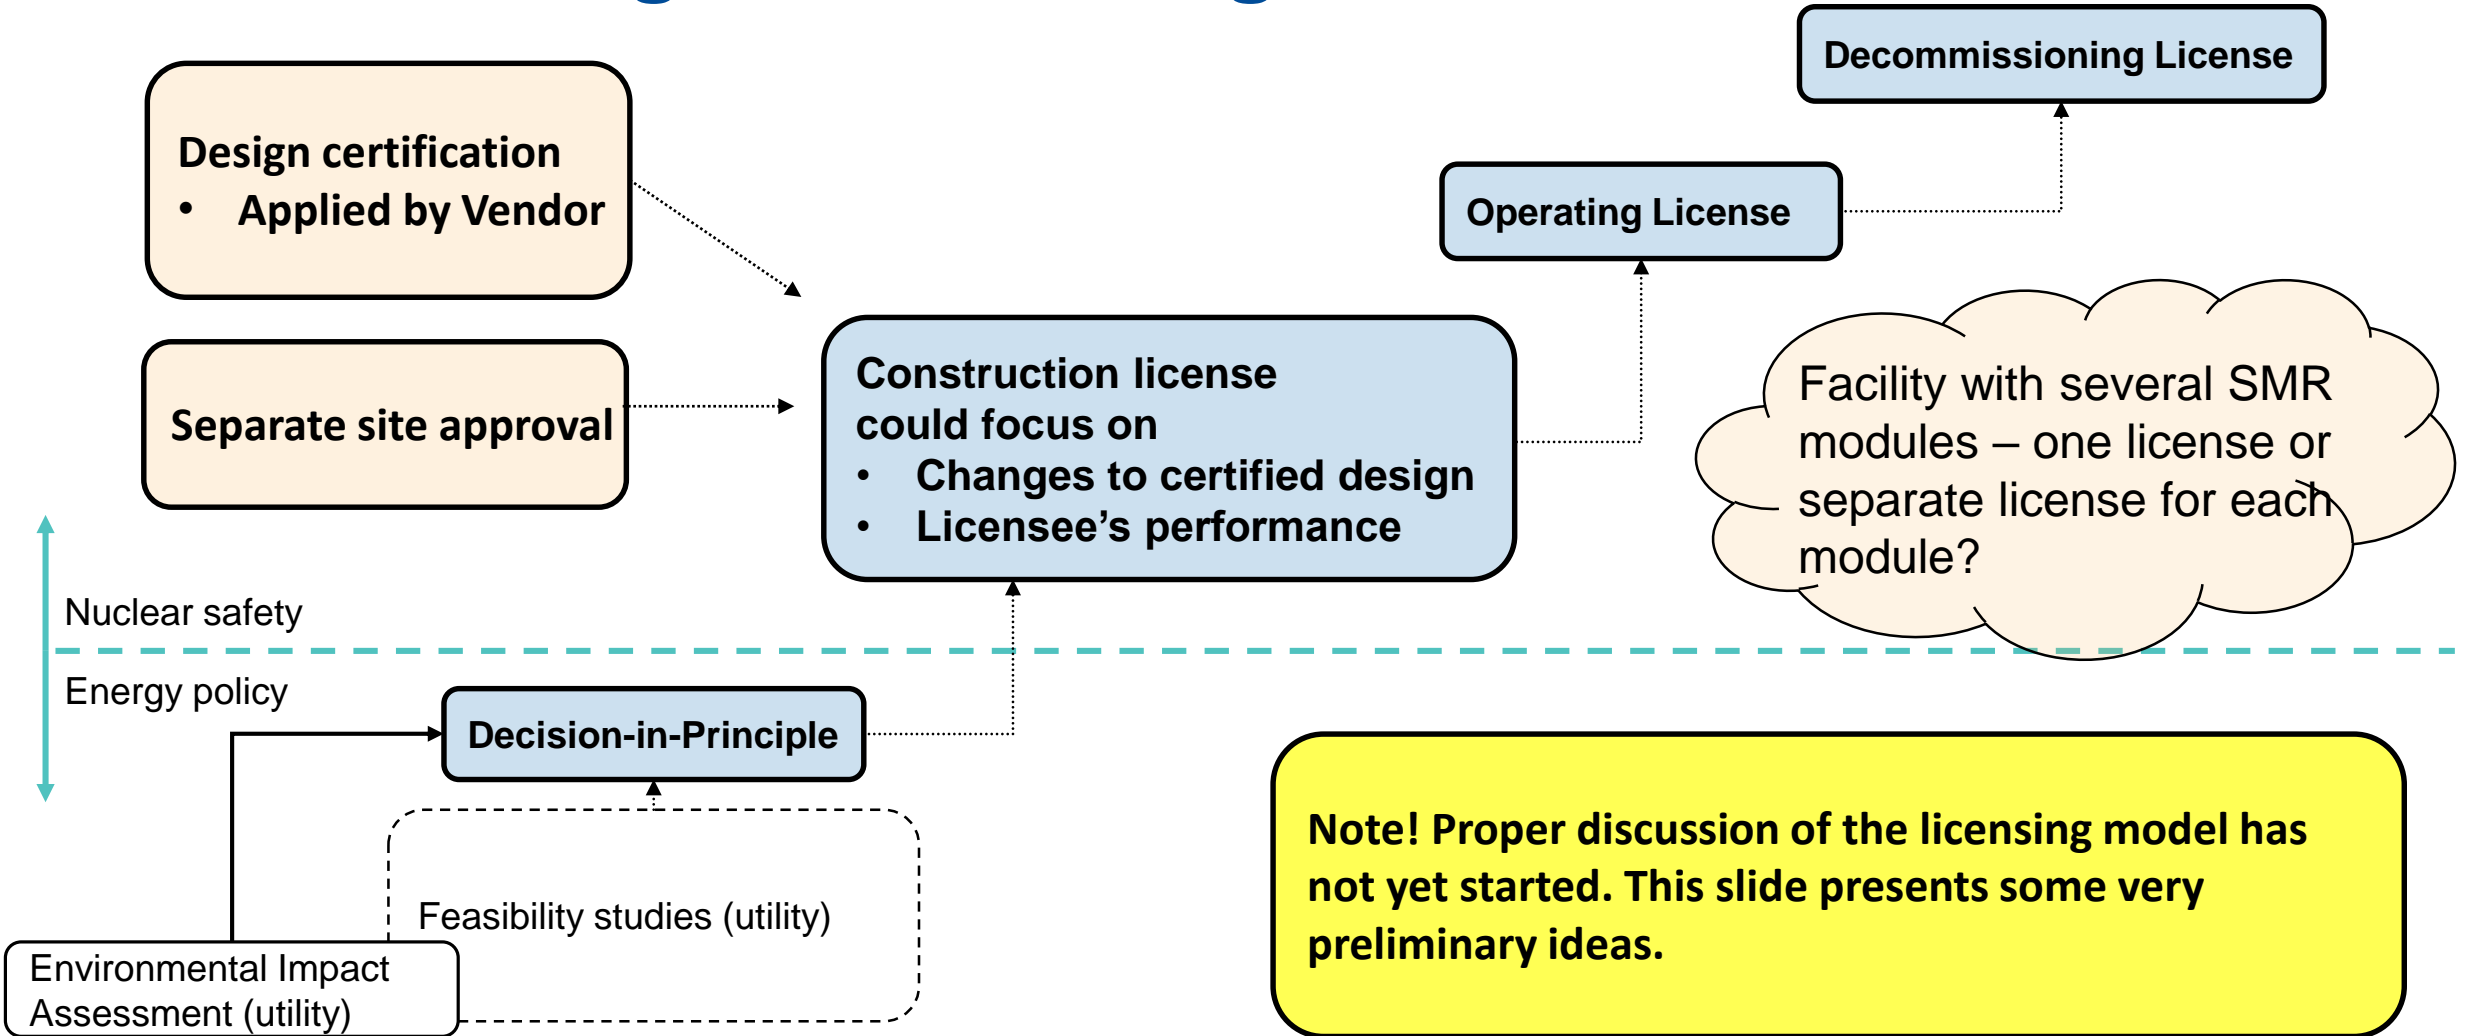 Decommissioning License
Design certification
• Applied by Vendor
Operating License
Separate site approval
Construction license
could focus on
• Changes to certified design
• Licensee’s performance
Facility with several SMR
modules – one license or
separate license for each
module?
Nuclear safety
Energy policy
Decision-in-Principle
Feasibility studies (utility)
Environmental Impact
Assessment (utility)
Note! Proper discussion of the licensing model has
not yet started. This slide presents some very
preliminary ideas.